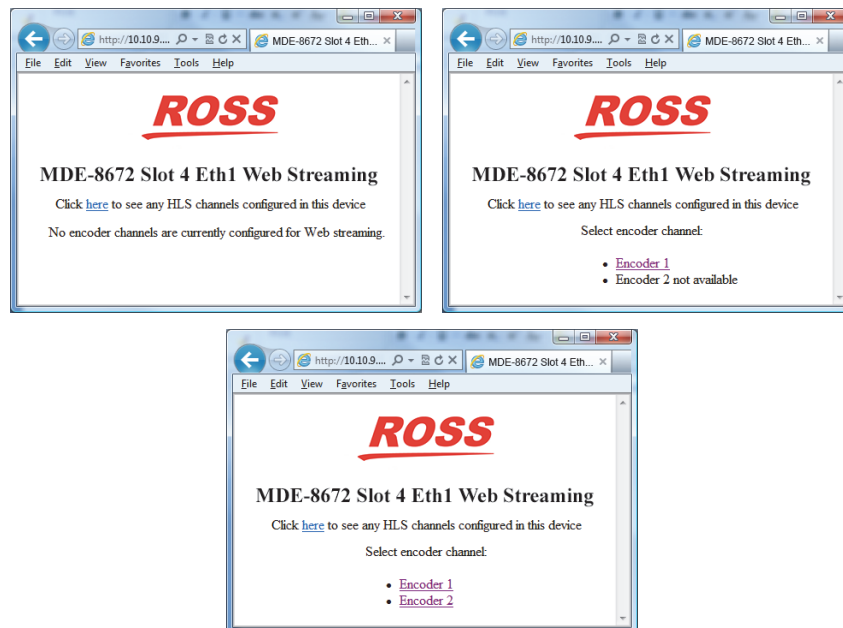 http://10.10.9.... MDE-8672 Slot 4 Eth...
File Edit View Favorites Tools Help
ROSS
MDE-8672 Slot 4 Eth1 Web Streaming
Click here to see any HLS channels configured in this device
No encoder channels are currently configured for Web streaming.
http://10.10.9.... MDE-8672 Slot 4 Eth...
File Edit View Favorites Tools Help
ROSS
MDE-8672 Slot 4 Eth1 Web Streaming
Click here to see any HLS channels configured in this device
Select encoder channel:
• Encoder 1
• Encoder 2 not available
http://10.10.9.... MDE-8672 Slot 4 Eth...
File Edit View Favorites Tools Help
ROSS
MDE-8672 Slot 4 Eth1 Web Streaming
Click here to see any HLS channels configured in this device
Select encoder channel:
• Encoder 1
• Encoder 2